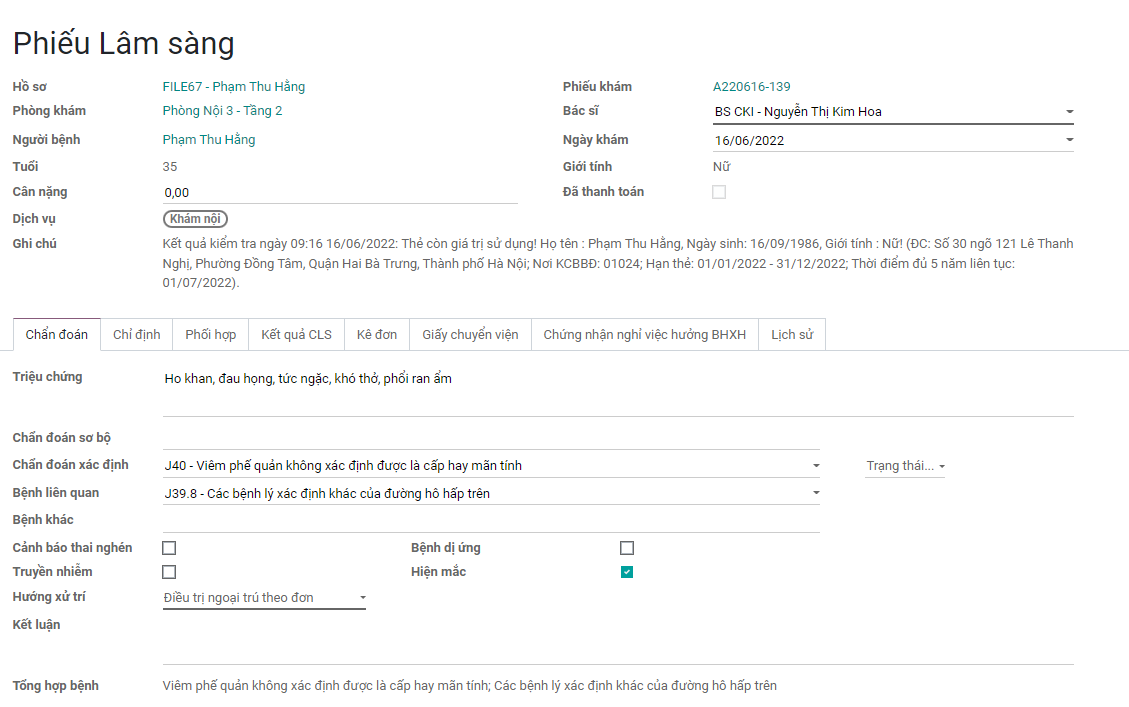 Phiếu Lâm sàng
Hồ sơ FILE67 - Phạm Thu Hằng Phiếu khám A220616-139
Phòng khám Phòng Nội 3 - Tầng 2 Bác sĩ BS CKI - Nguyễn Thị Kim Hoa
Người bệnh Phạm Thu Hằng Ngày khám 16/06/2022
Tuổi 35 Giới tính Nữ
Cân nặng 0,00 Đã thanh toán
Dịch vụ Khám nội
Ghi chú Kết quả kiểm tra ngày 09:16 16/06/2022: Thẻ còn giá trị sử dụng! Họ tên : Phạm Thu Hằng, Ngày sinh: 16/09/1986, Giới tính : Nữ! (ĐC: Số 30 ngõ 121 Lê Thanh
Nghị, Phường Đồng Tâm, Quận Hai Bà Trưng, Thành phố Hà Nội; Nơi KCBBĐ: 01024; Hạn thẻ: 01/01/2022 - 31/12/2022; Thời điểm đủ 5 năm liên tục:
01/07/2022).
Chẩn đoán Chỉ định Phối hợp Kết quả CLS Kê đơn Giấy chuyển viện Chứng nhận nghỉ việc hưởng BHXH Lịch sử
Triệu chứng Ho khan, đau họng, tức ngặc, khó thở, phổi ran ẩm
Chẩn đoán sơ bộ
Chẩn đoán xác định J40 - Viêm phế quản không xác định được là cấp hay mãn tính Trạng thái...
Bệnh liên quan J39.8 - Các bệnh lý xác định khác của đường hô hấp trên
Bệnh khác
Cảnh báo thai nghén Bệnh dị ứng
Truyền nhiễm Hiện mắc
Hướng xử trí Điều trị ngoại trú theo đơn
Kết luận
Tổng hợp bệnh Viêm phế quản không xác định được là cấp hay mãn tính; Các bệnh lý xác định khác của đường hô hấp trên